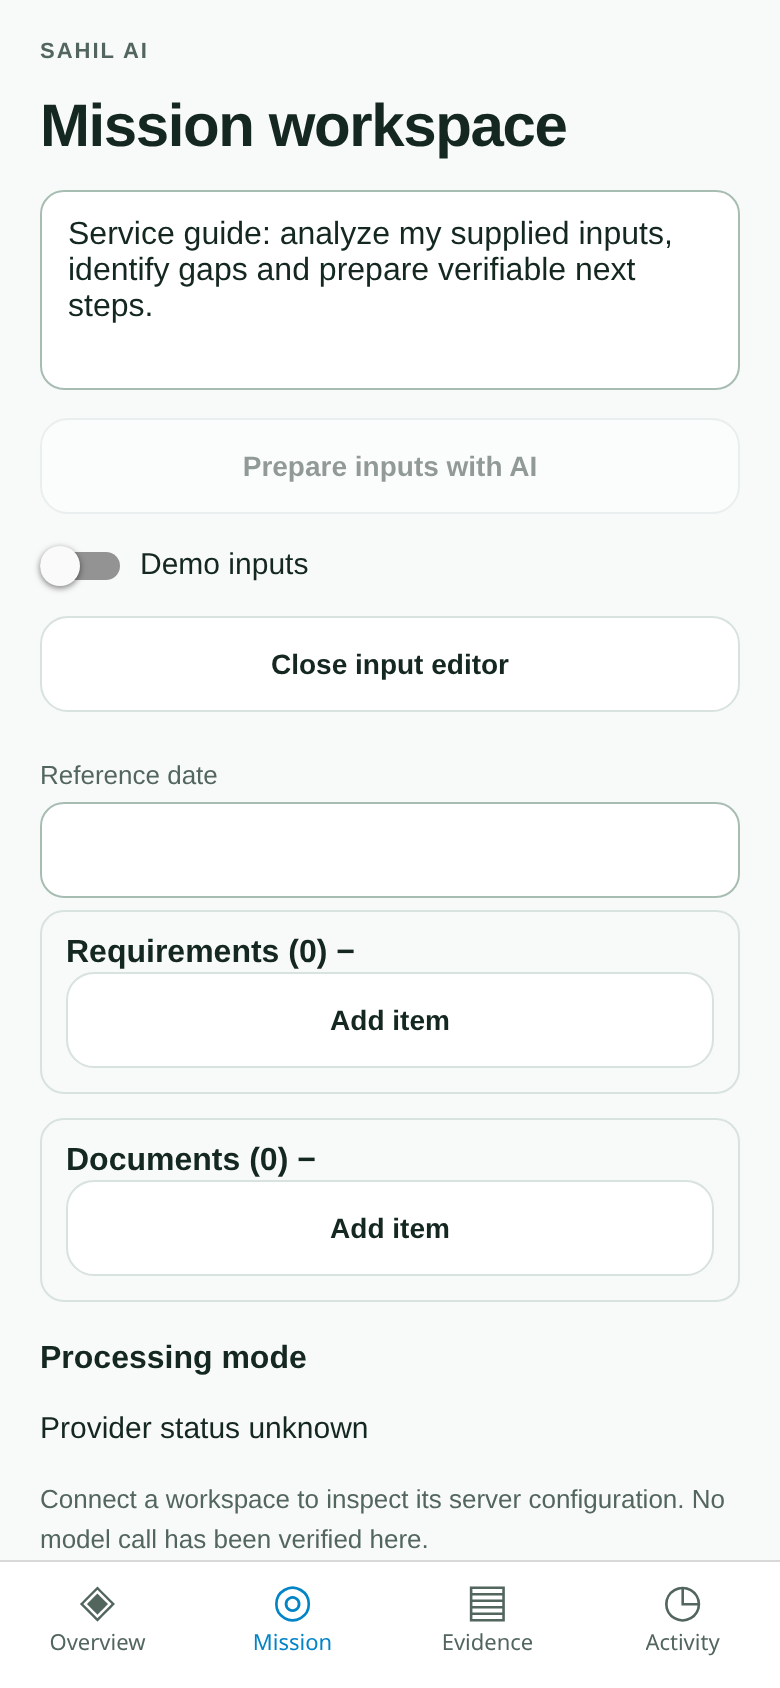 SAHIL AI
Mission workspace
Service guide: analyze my supplied inputs,
identify gaps and prepare verifiable next
steps.
Prepare inputs with AI
Demo inputs
Close input editor
Reference date
Requirements (0) −
Add item
Documents (0) −
Add item
Processing mode
Provider status unknown
Connect a workspace to inspect its server configuration. No
model call has been verified here.
Overview
Mission
Evidence
Activity